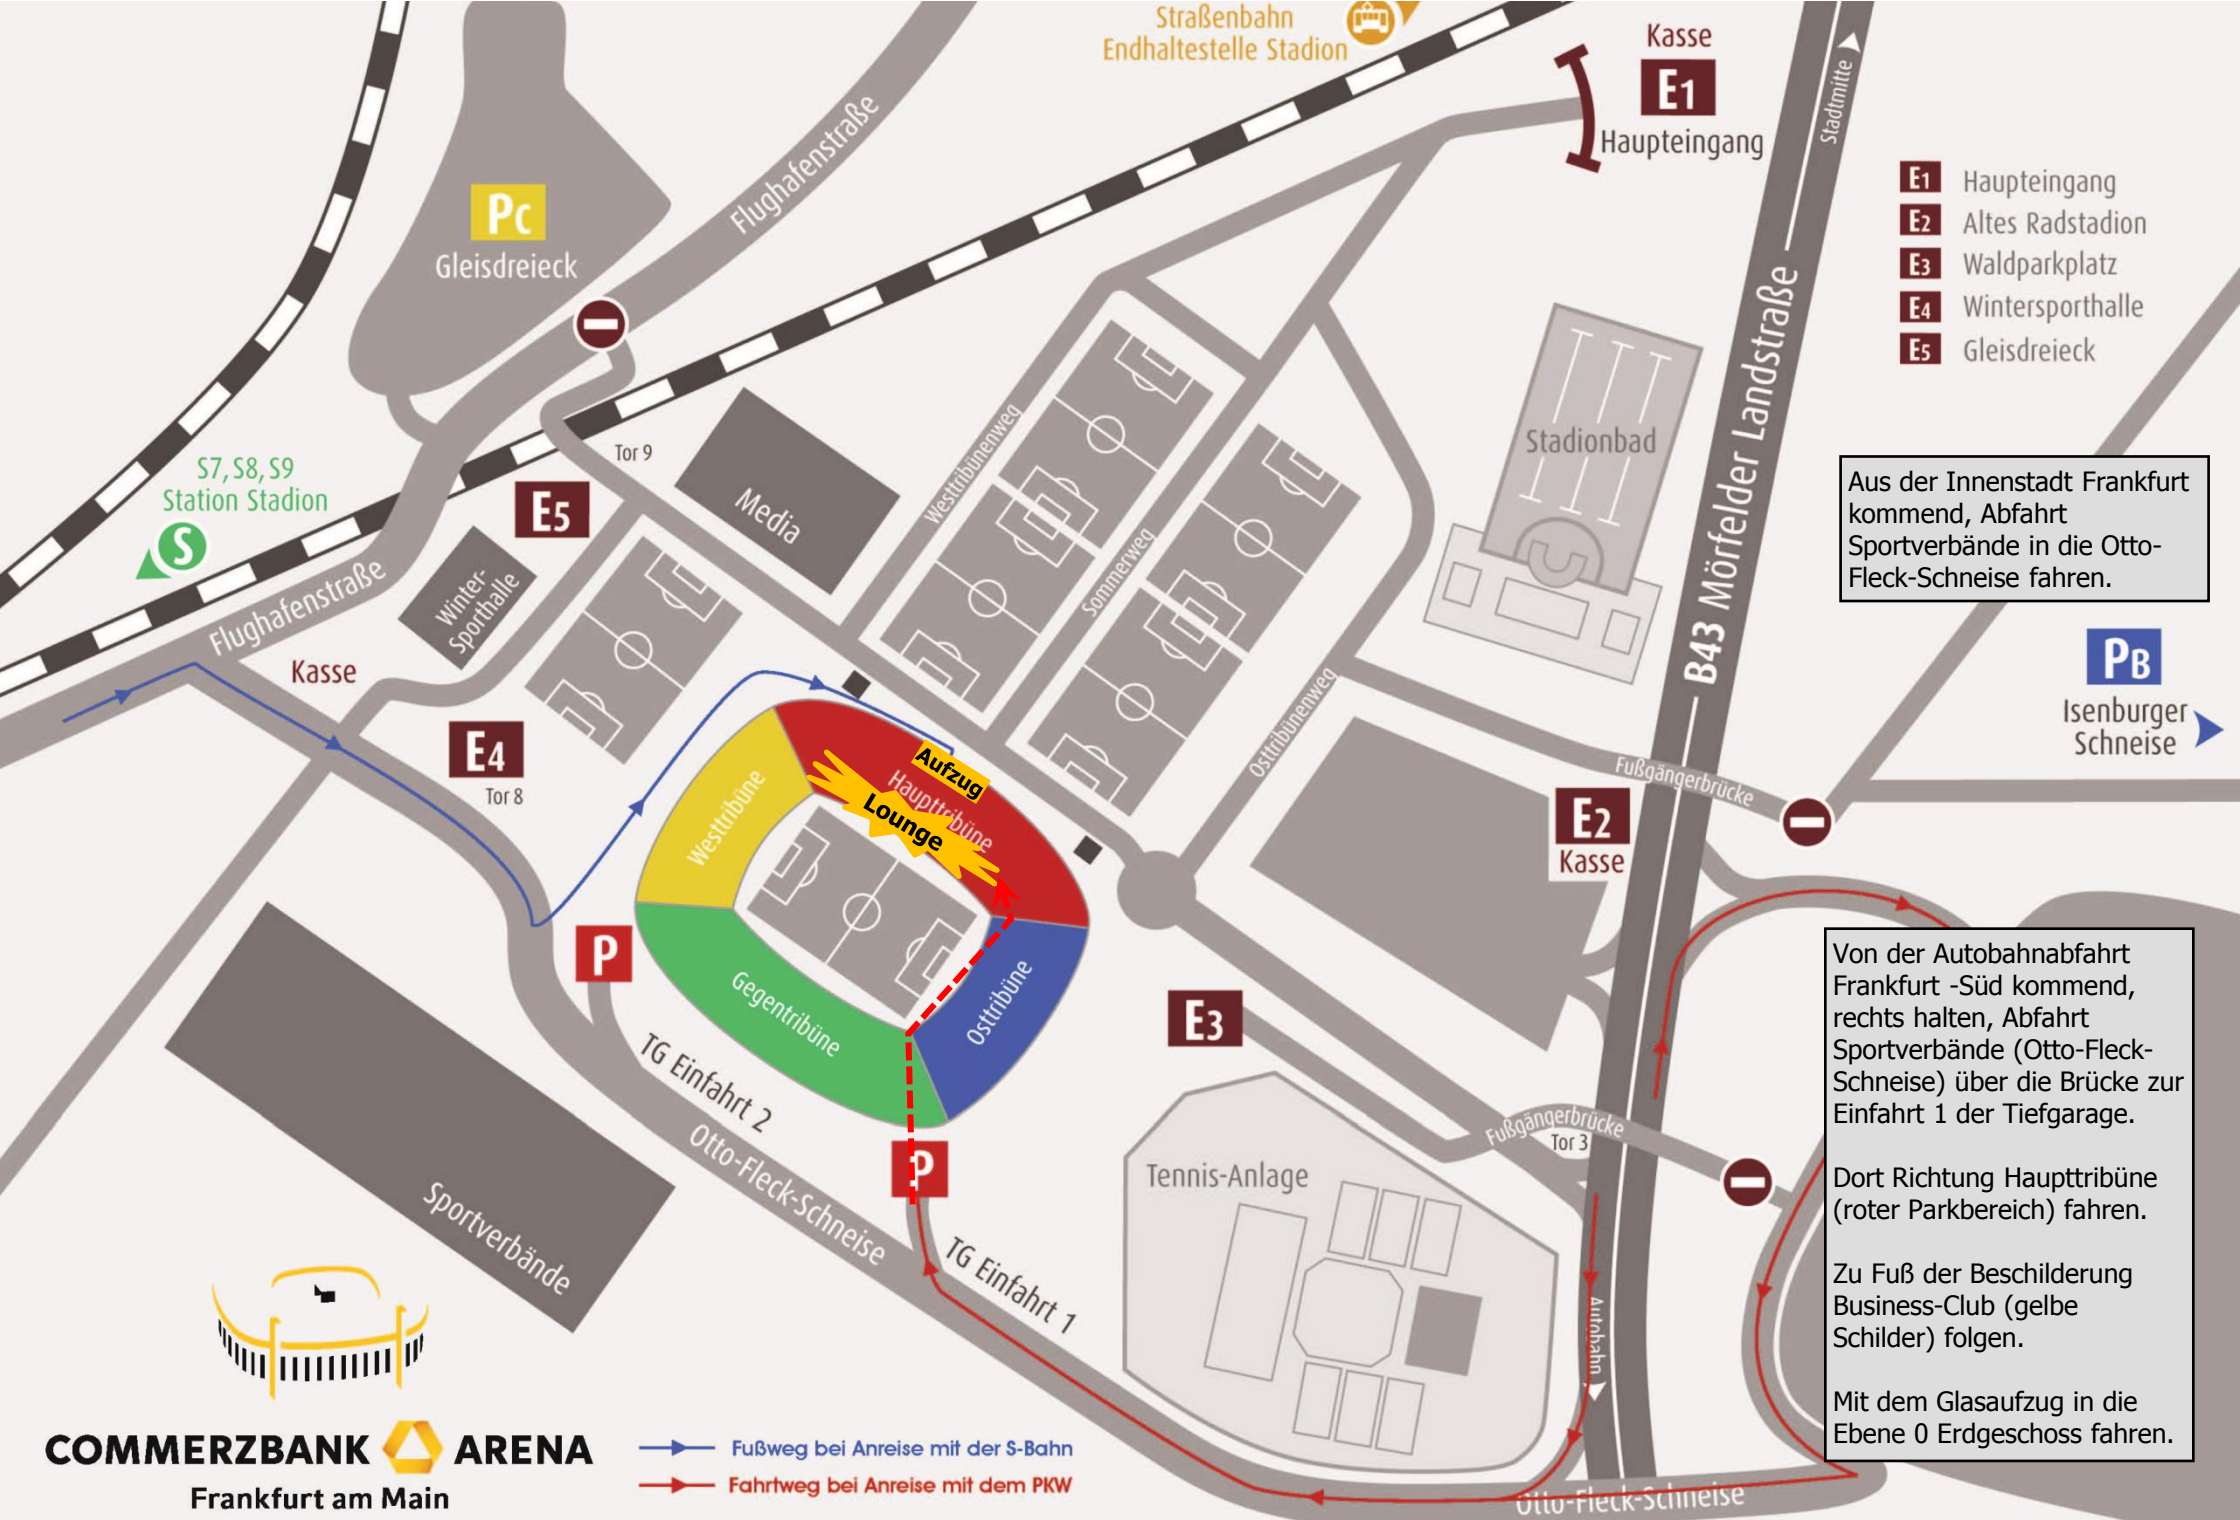 Straßenbahn
Endhaltestelle Stadion
Kasse
E1
Haupteingang
Stadtmitte
Flughafenstraße
Pc
Gleisdreieck
E1 Haupteingang
E2 Altes Radstadion
E3 Waldparkplatz
E4 Wintersporthalle
E5 Gleisdreieck
Tor 9
S7, S8, S9
Station Stadion
S
E5
Media
Westtribünenweg
Sommerweg
Osttribünenweg
Stadionbad
B43 Mörfelder Landstraße
Aus der Innenstadt Frankfurt
kommend, Abfahrt
Sportverbände in die Otto-
Fleck-Schneise fahren.
Flughafenstraße
Winter-
Sporthalle
Kasse
E4
Tor 8
PB
Isenburger
Schneise
Fußgängerbrücke
E2
Kasse
Aufzug
Haupttribüne
Lounge
Westtribüne
Gegentribüne
Osttribüne
P
TG Einfahrt 2
E3
Von der Autobahnabfahrt
Frankfurt -Süd kommend,
rechts halten, Abfahrt
Sportverbände (Otto-Fleck-
Schneise) über die Brücke zur
Einfahrt 1 der Tiefgarage.
Dort Richtung Haupttribüne
(roter Parkbereich) fahren.
Zu Fuß der Beschilderung
Business-Club (gelbe
Schilder) folgen.
Mit dem Glasaufzug in die
Ebene 0 Erdgeschoss fahren.
Fußgängerbrücke
Tor 3
Tennis-Anlage
P
Otto-Fleck-Schneise
TG Einfahrt 1
Sportverbände
Autobahn
COMMERZBANK ARENA
Frankfurt am Main
Fußweg bei Anreise mit der S-Bahn
Fahrtweg bei Anreise mit dem PKW
Otto-Fleck-Schneise